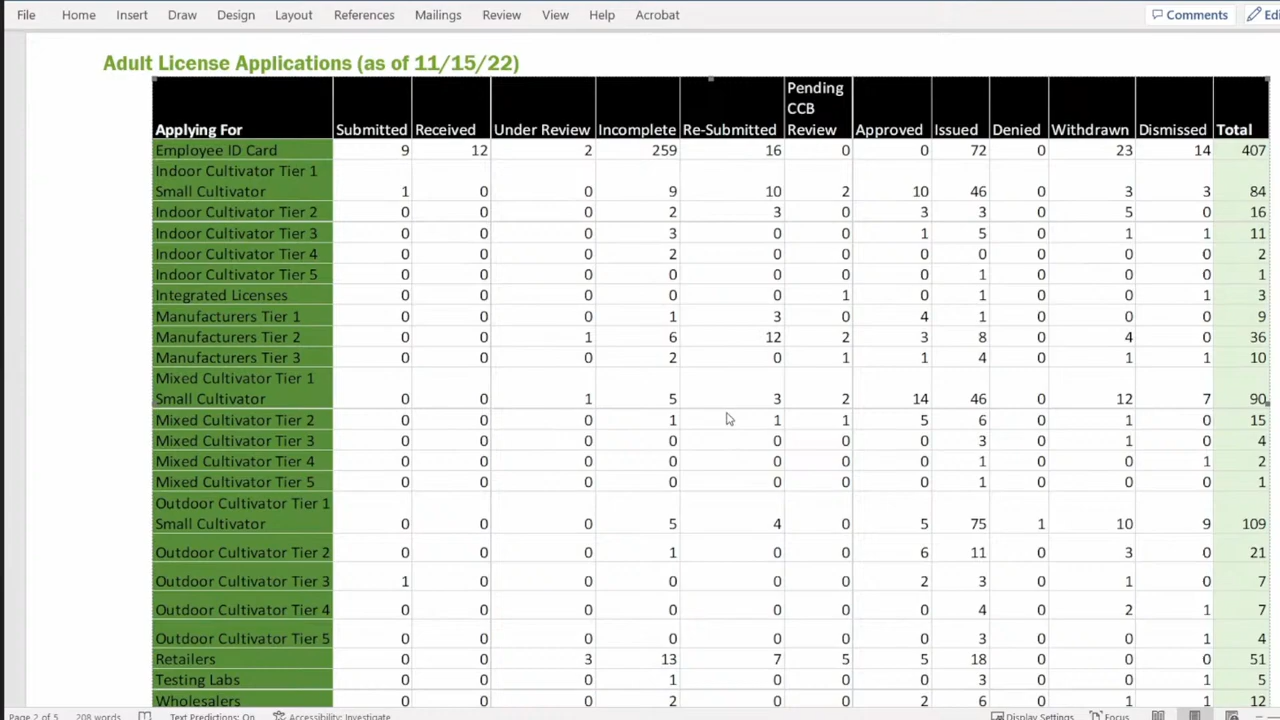 File Home Insert Draw Design Layout References Mailings Review View Help Acrobat Comments Edi
Adult License Applications (as of 11/15/22)
Applying For Submitted Received Under Review Incomplete Re-Submitted Pending CCB Review Approved Issued Denied Withdrawn Dismissed Total
Employee ID Card 9 12 2 259 16 0 0 72 0 23 14 407
Indoor Cultivator Tier 1
Small Cultivator 1 0 0 9 10 2 10 46 0 3 3 84
Indoor Cultivator Tier 2 0 0 0 2 3 0 3 3 0 5 0 16
Indoor Cultivator Tier 3 0 0 0 3 0 0 1 5 0 1 1 11
Indoor Cultivator Tier 4 0 0 0 2 0 0 0 0 0 0 0 2
Indoor Cultivator Tier 5 0 0 0 0 0 0 0 1 0 0 0 1
Integrated Licenses 0 0 0 0 0 1 0 1 0 0 1 3
Manufacturers Tier 1 0 0 0 1 3 0 4 1 0 0 0 9
Manufacturers Tier 2 0 0 1 6 12 2 3 8 0 4 0 36
Manufacturers Tier 3 0 0 0 2 0 1 1 4 0 1 1 10
Mixed Cultivator Tier 1
Small Cultivator 0 0 1 5 3 2 14 46 0 12 7 90
Mixed Cultivator Tier 2 0 0 0 1 1 1 5 6 0 1 0 15
Mixed Cultivator Tier 3 0 0 0 0 0 0 0 3 0 1 0 4
Mixed Cultivator Tier 4 0 0 0 0 0 0 0 1 0 0 1 2
Mixed Cultivator Tier 5 0 0 0 0 0 0 0 1 0 0 0 1
Outdoor Cultivator Tier 1
Small Cultivator 0 0 0 5 4 0 5 75 1 10 9 109
Outdoor Cultivator Tier 2 0 0 0 1 0 0 6 11 0 3 0 21
Outdoor Cultivator Tier 3 1 0 0 0 0 0 2 3 0 1 0 7
Outdoor Cultivator Tier 4 0 0 0 0 0 0 0 4 0 2 1 7
Outdoor Cultivator Tier 5 0 0 0 0 0 0 0 3 0 0 1 4
Retailers 0 0 3 13 7 5 5 18 0 0 0 51
Testing Labs 0 0 0 1 0 0 0 3 0 0 1 5
Wholesalers 0 0 0 2 0 0 2 6 0 1 1 12
Page 2 of 5 208 words Text Predictions: On Accessibility: Investigate Display Settings Focus